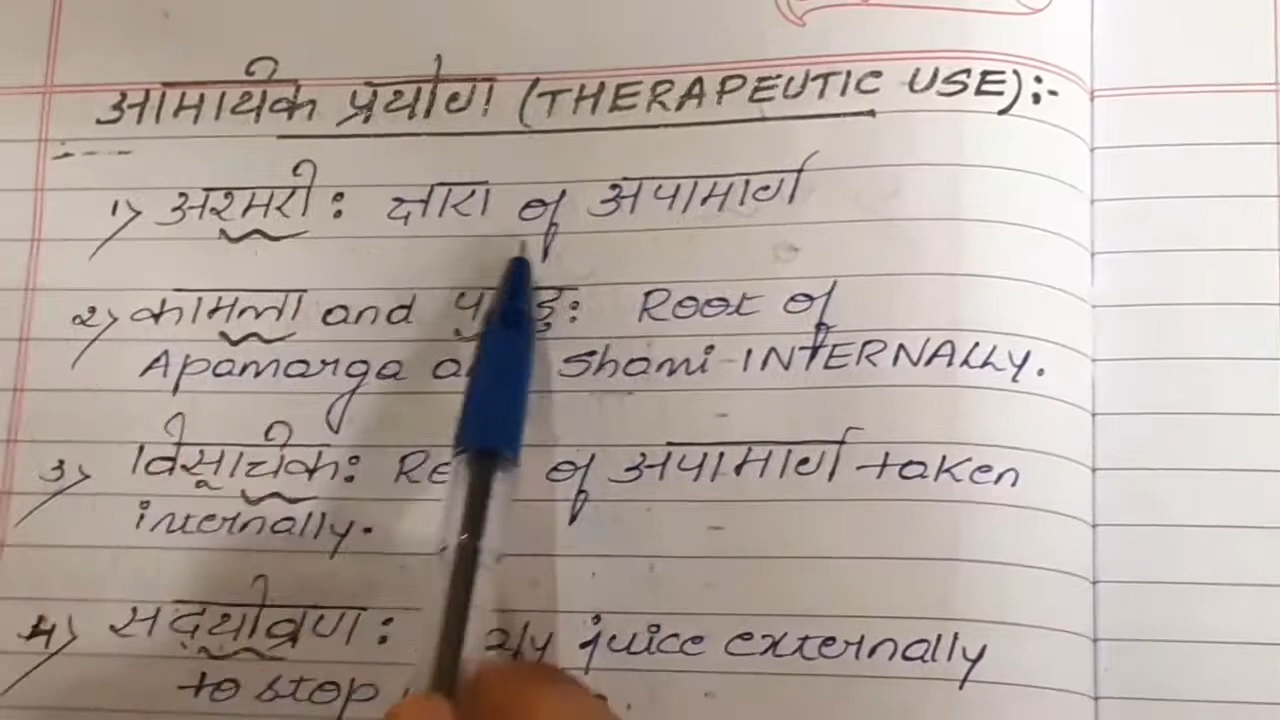 आमायिक प्रयोग (THERAPEUTIC USE):-
1) अश्मरी: क्षारा of अपामार्ग
2) कामला and : Root of
Apamarga Shami-INTERNALLY.
3) विसूचिक: of अपामार्ग taken
internally.
4) सद्योव्रण: juice externally
to stop